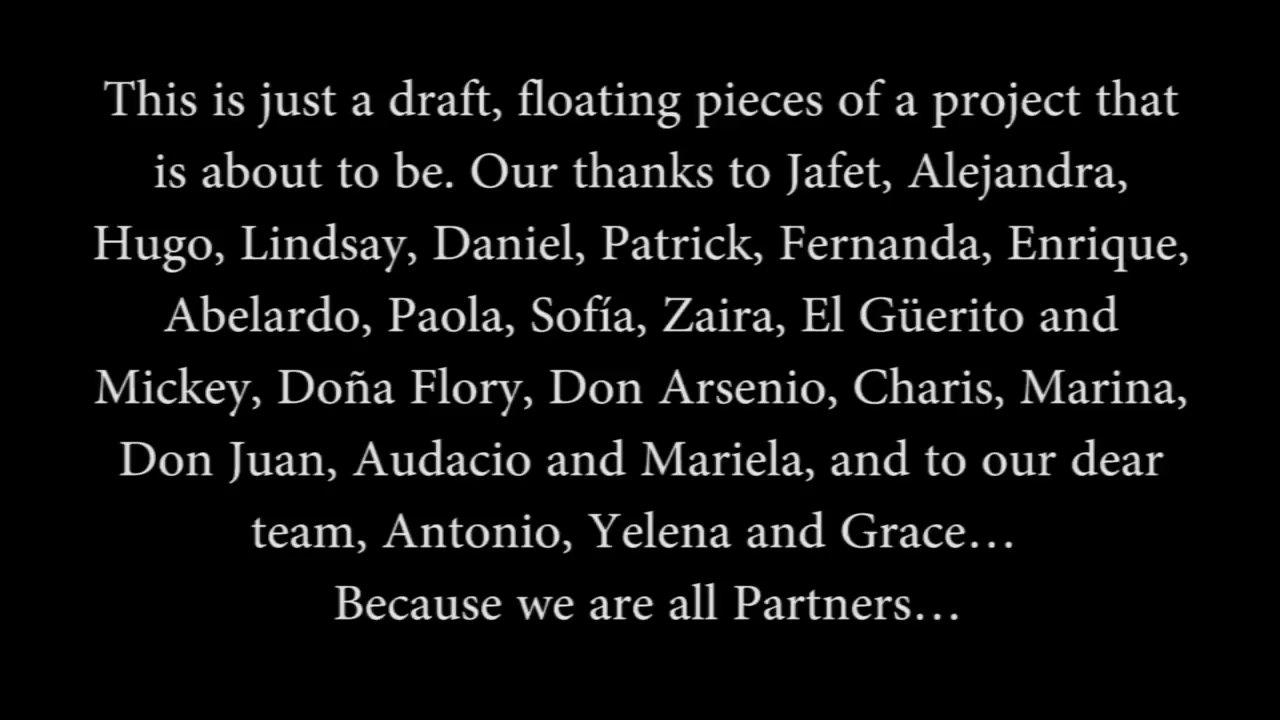 This is just a draft, floating pieces of a project that
is about to be. Our thanks to Jafet, Alejandra,
Hugo, Lindsay, Daniel, Patrick, Fernanda, Enrique,
Abelardo, Paola, Sofía, Zaira, El Güerito and
Mickey, Doña Flory, Don Arsenio, Charis, Marina,
Don Juan, Audacio and Mariela, and to our dear
team, Antonio, Yelena and Grace…
Because we are all Partners…